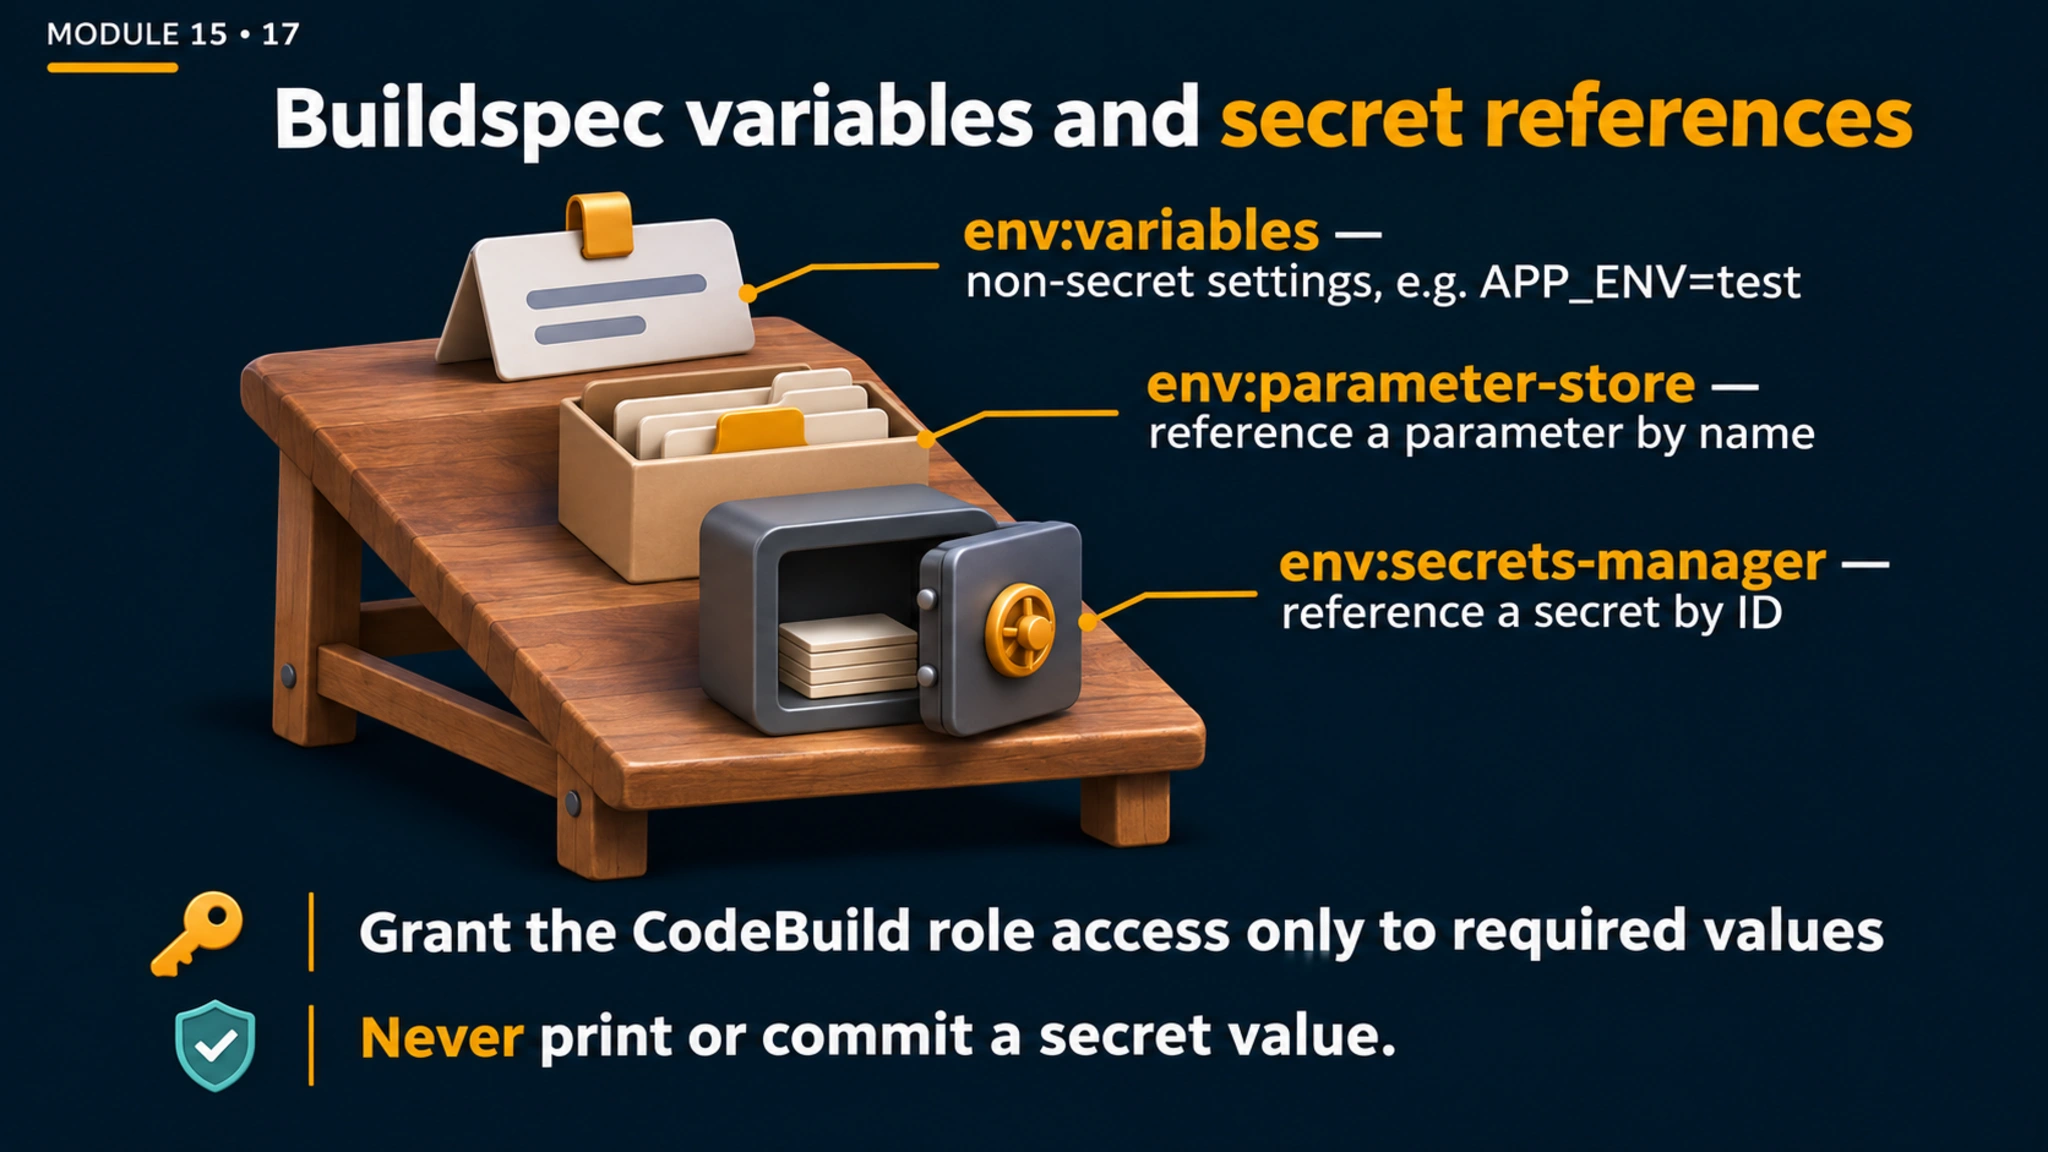 MODULE 15 • 17
Buildspec variables and secret references
env:variables —
non-secret settings, e.g. APP_ENV=test
env:parameter-store —
reference a parameter by name
env:secrets-manager —
reference a secret by ID
Grant the CodeBuild role access only to required values
Never print or commit a secret value.